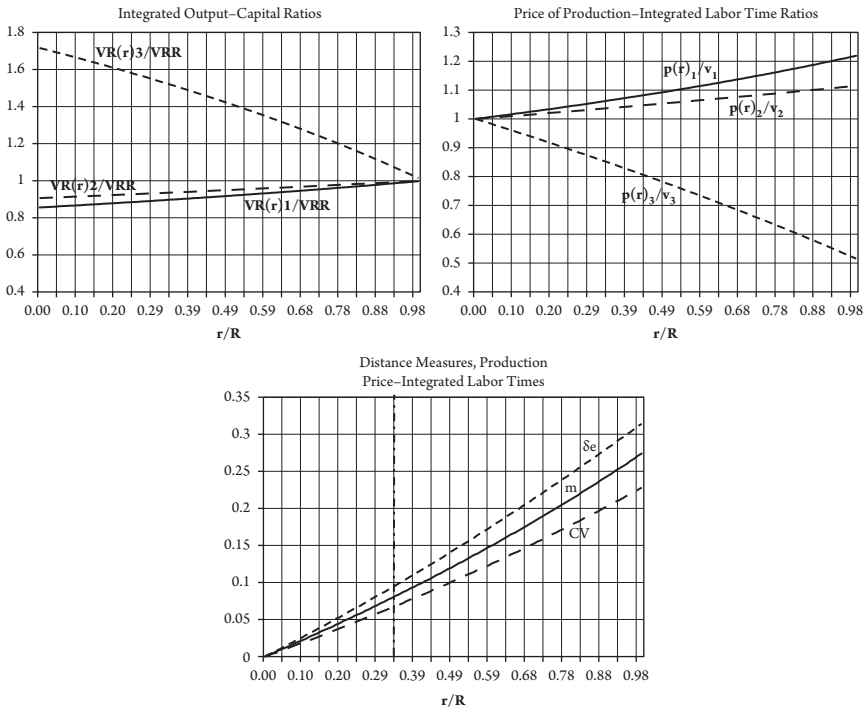 Integrated Output–Capital Ratios
1.8
1.6
1.4
1.2
1
0.8
0.6
0.4
VR(r)3/VRR
VR(r)2/VRR
VR(r)1/VRR
0.00 0.10 0.20 0.29 0.39 0.49 0.59 0.68 0.78 0.88 0.98
r/R
Price of Production–Integrated Labor Time Ratios
1.3
1.2
1.1
1
0.9
0.8
0.7
0.6
0.5
0.4
p(r)1/v1
p(r)2/v2
p(r)3/v3
0.00 0.10 0.20 0.29 0.39 0.49 0.59 0.68 0.78 0.88 0.98
r/R
Distance Measures, Production
Price–Integrated Labor Times
0.35
0.3
0.25
0.2
0.15
0.1
0.05
0
δe
m
CV
0.00 0.10 0.20 0.29 0.39 0.49 0.59 0.68 0.78 0.88 0.98
r/R